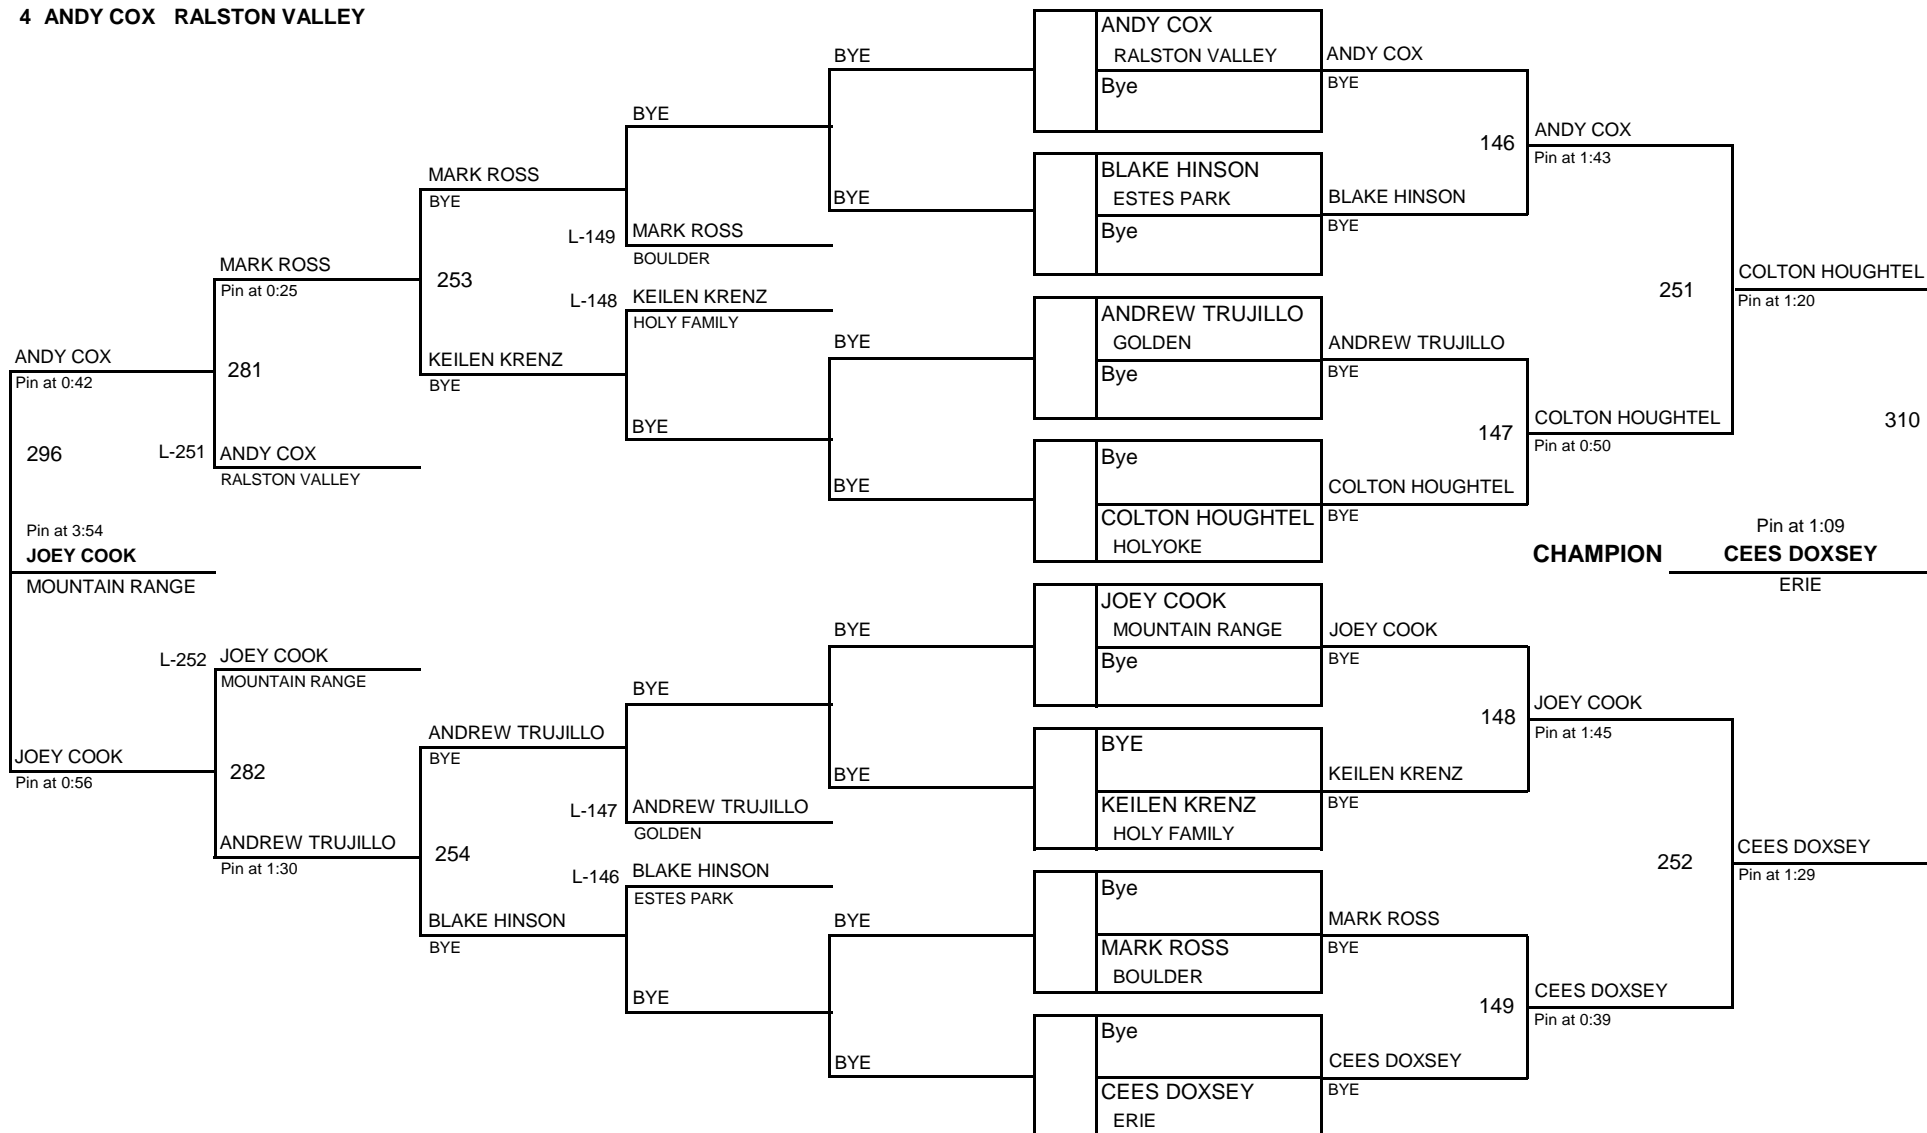 4 ANDY COX RALSTON VALLEY
ANDY COX
RALSTON VALLEY
Bye
BLAKE HINSON
ESTES PARK
Bye
ANDREW TRUJILLO
GOLDEN
Bye
Bye
COLTON HOUGHTEL
HOLYOKE
JOEY COOK
MOUNTAIN RANGE
Bye
BYE
KEILEN KRENZ
HOLY FAMILY
Bye
MARK ROSS
BOULDER
Bye
CEES DOXSEY
ERIE
ANDY COX
BYE
146
BLAKE HINSON
BYE
ANDREW TRUJILLO
BYE
147
COLTON HOUGHTEL
BYE
JOEY COOK
BYE
148
KEILEN KRENZ
BYE
MARK ROSS
BYE
149
CEES DOXSEY
BYE
ANDY COX
Pin at 1:43
251
COLTON HOUGHTEL
Pin at 0:50
JOEY COOK
Pin at 1:45
252
CEES DOXSEY
Pin at 0:39
COLTON HOUGHTEL
Pin at 1:20
310
Pin at 1:09
CHAMPION CEES DOXSEY
ERIE
CEES DOXSEY
Pin at 1:29
BYE
BYE
BYE
BYE
BYE
BYE
BYE
BYE
BYE
L-149 MARK ROSS
BOULDER
L-148 KEILEN KRENZ
HOLY FAMILY
BYE
BYE
L-147 ANDREW TRUJILLO
GOLDEN
L-146 BLAKE HINSON
ESTES PARK
BYE
MARK ROSS
BYE
253
KEILEN KRENZ
BYE
ANDREW TRUJILLO
BYE
254
BLAKE HINSON
BYE
MARK ROSS
Pin at 0:25
281
L-251 ANDY COX
RALSTON VALLEY
L-252 JOEY COOK
MOUNTAIN RANGE
282
ANDREW TRUJILLO
Pin at 1:30
ANDY COX
Pin at 0:42
296
Pin at 3:54
JOEY COOK
MOUNTAIN RANGE
JOEY COOK
Pin at 0:56